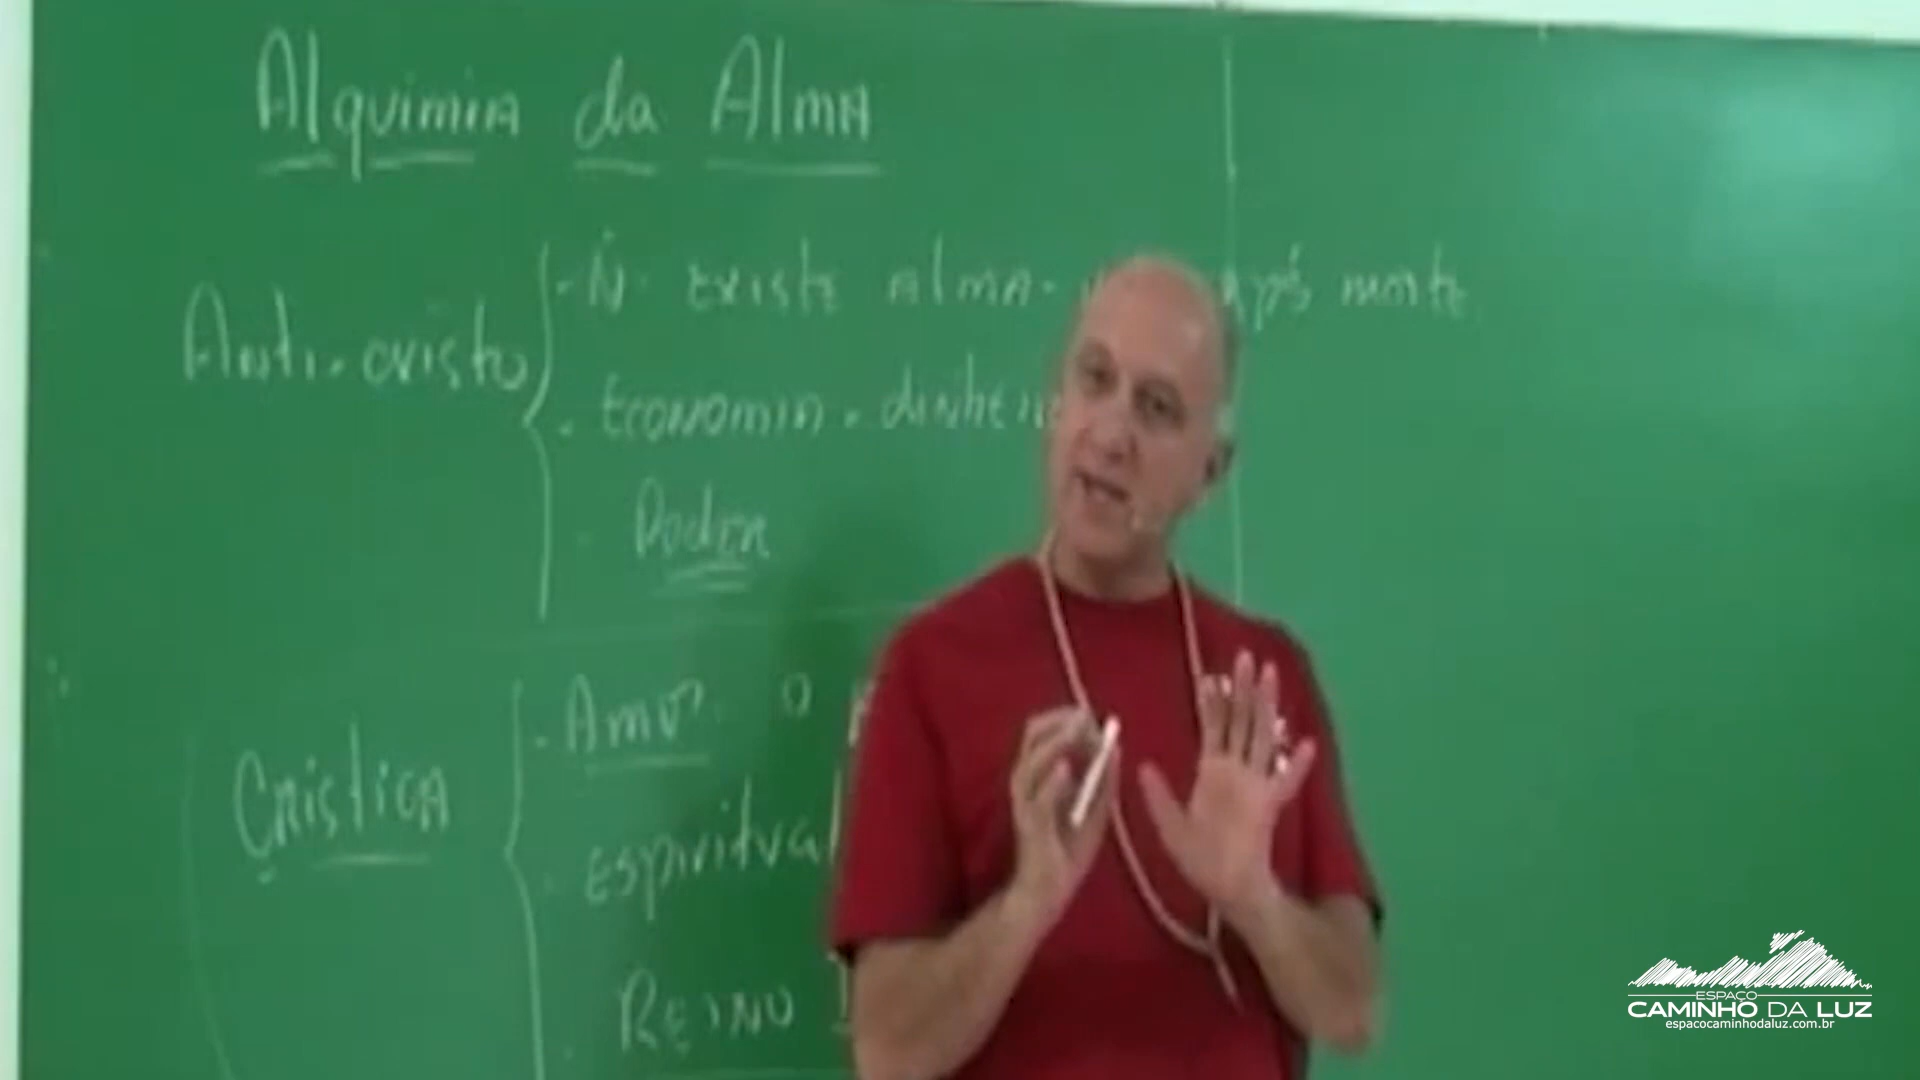 Alquimia da Alma
Anti-cristo
- Ñ existe alma - após morte
. Economia . dinheiro
. Poder
Crística
- Amor o
. espiritual
. Reino
ESPAÇO
CAMINHO DA LUZ
espacocaminhodaluz.com.br